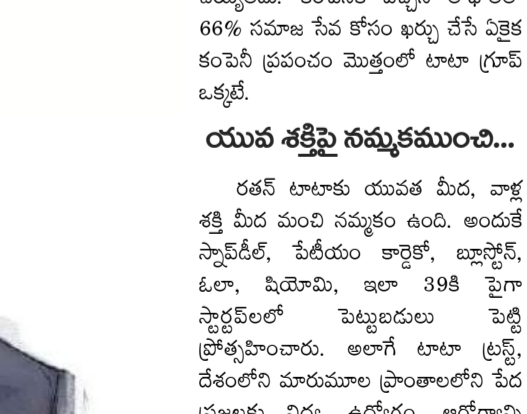 66% సమాజ సేవ కోసం ఖర్చు చేసే ఏకైక
కంపెనీ ప్రపంచం మొత్తంలో టాటా గ్రూప్
ఒక్కటే.
యువ శక్తిపై నమ్మకముంచి...
రతన్ టాటాకు యువత మీద, వాళ్ల
శక్తి మీద మంచి నమ్మకం ఉంది. అందుకే
స్నాప్‌డీల్, పేటీయం కార్డెకో, బ్లూస్టోన్,
ఓలా, షియోమి, ఇలా 39కి పైగా
స్టార్టప్‌లలో పెట్టుబడులు పెట్టి
ప్రోత్సహించారు. అలాగే టాటా ట్రస్ట్,
దేశంలోని మారుమూల ప్రాంతాలలోని పేద